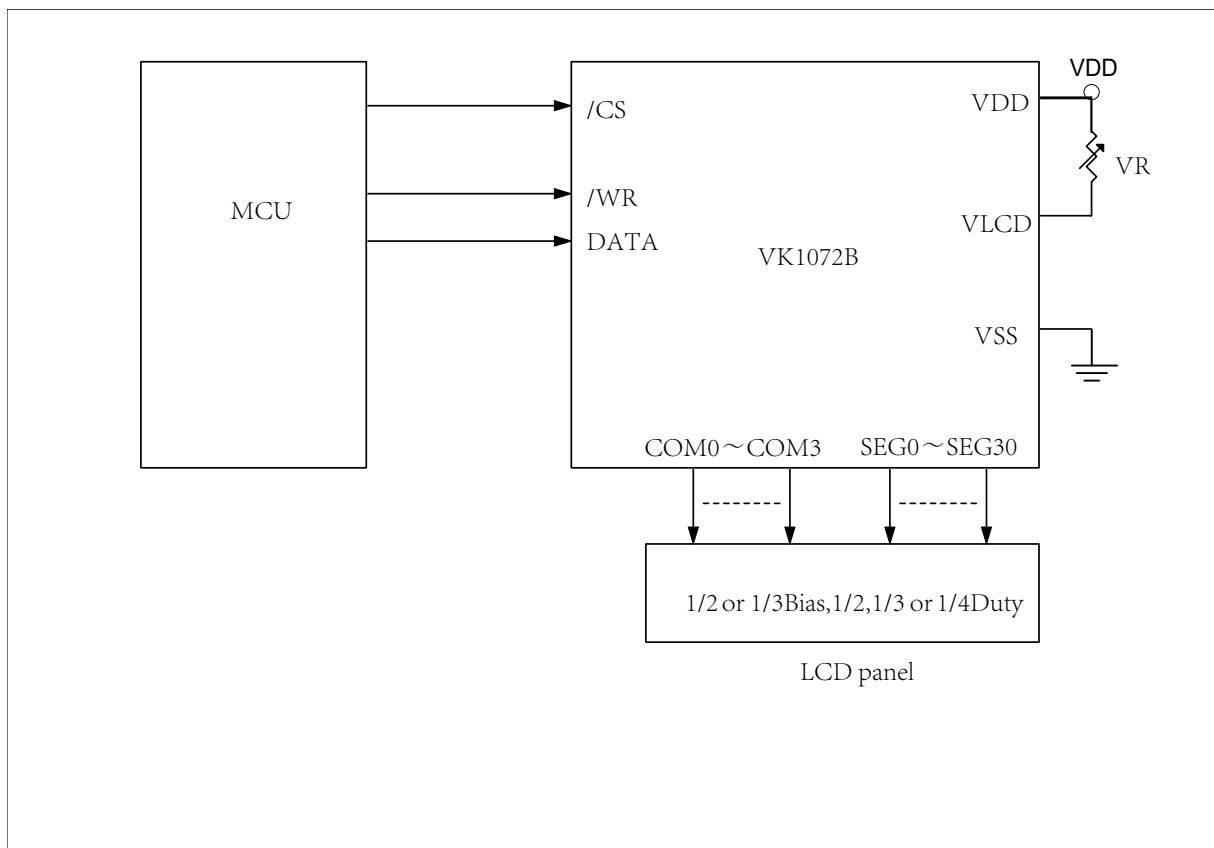 VDD
/CS
VDD
VR
MCU
/WR
VLCD
DATA
VK1072B
VSS
COM0～COM3
SEG0～SEG30
1/2 or 1/3Bias,1/2,1/3 or 1/4Duty
LCD panel